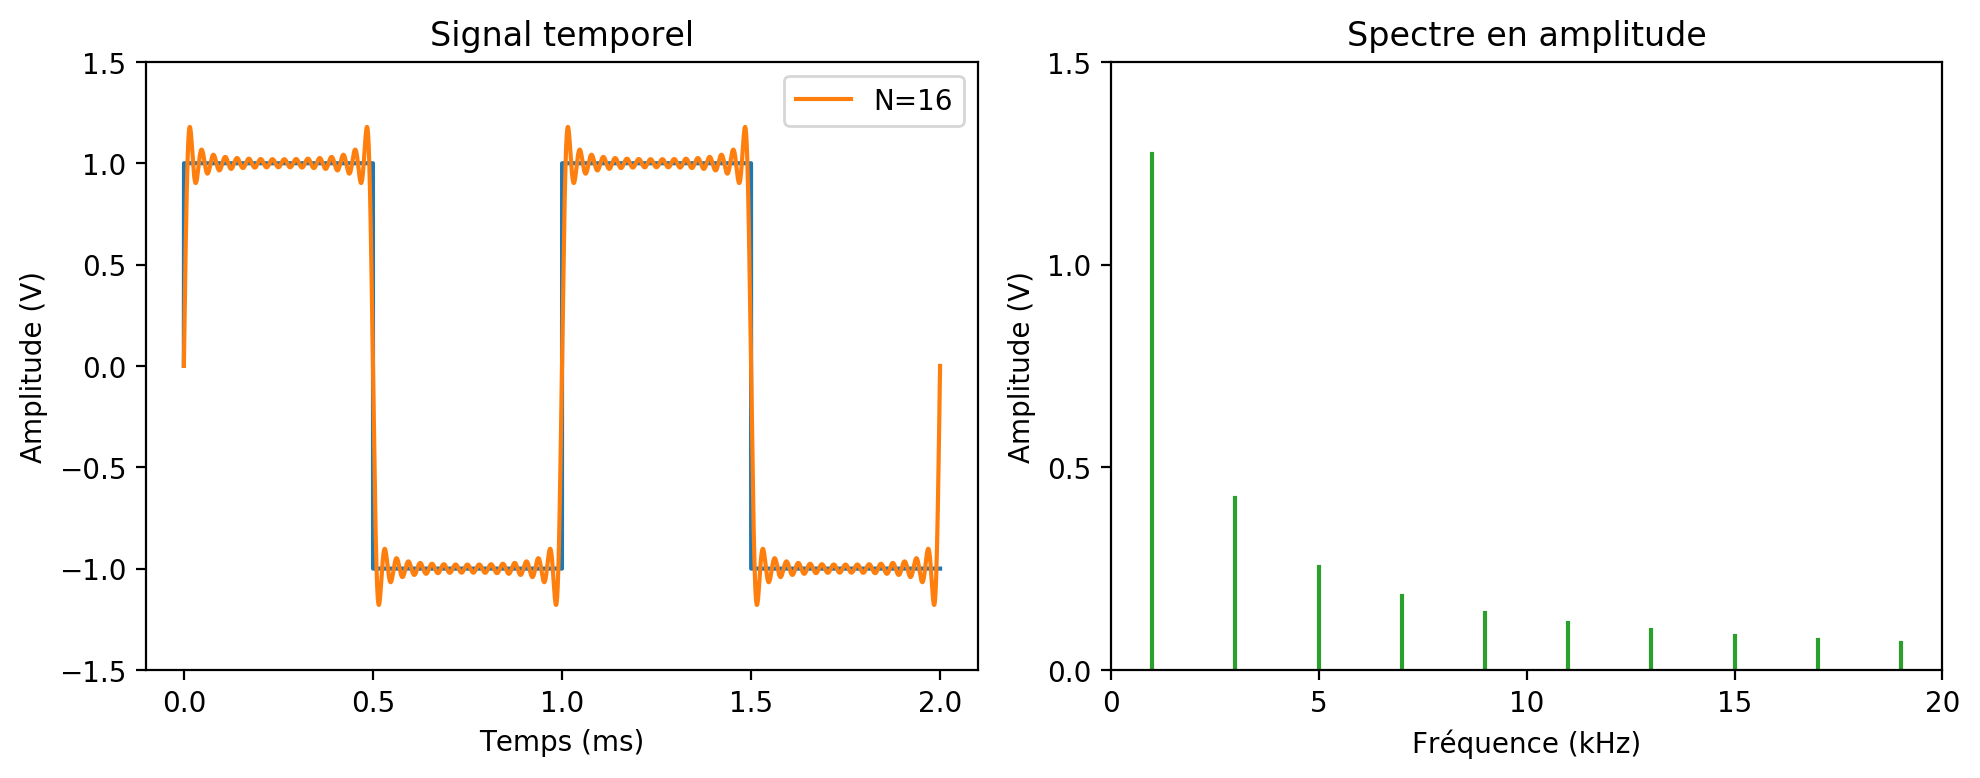 Signal temporel
1.5
1.0
0.5
0.0
−0.5
−1.0
−1.5
Amplitude (V)
N=16
0.0 0.5 1.0 1.5 2.0
Temps (ms)
Spectre en amplitude
1.5
1.0
0.5
0.0
Amplitude (V)
0 5 10 15 20
Fréquence (kHz)